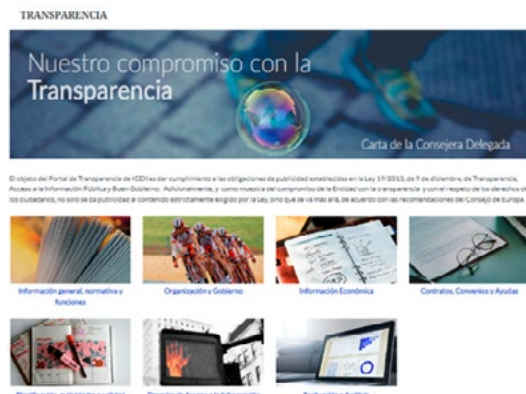 TRANSPARENCIA
Nuestro compromiso con la
Transparencia
Carta de la Consejera Delegada
El objeto del Portal de Transparencia de es dar cumplimiento a las obligaciones de publicidad establecidas en la Ley 19/2013, de 9 de diciembre, de Transparencia,
Acceso a la Información Pública y Buen Gobierno. Adicionalmente, y como muestra del compromiso de la Entidad con la transparencia y con el respeto de los derechos de
los ciudadanos, no solo se da publicidad al contenido estrictamente exigido por la Ley, sino que se va más allá, de acuerdo con las recomendaciones del Consejo de Europa.
Información general, normativa y
funciones
Organización y Gobierno
Información Económica
Contratos, Convenios y Ayudas